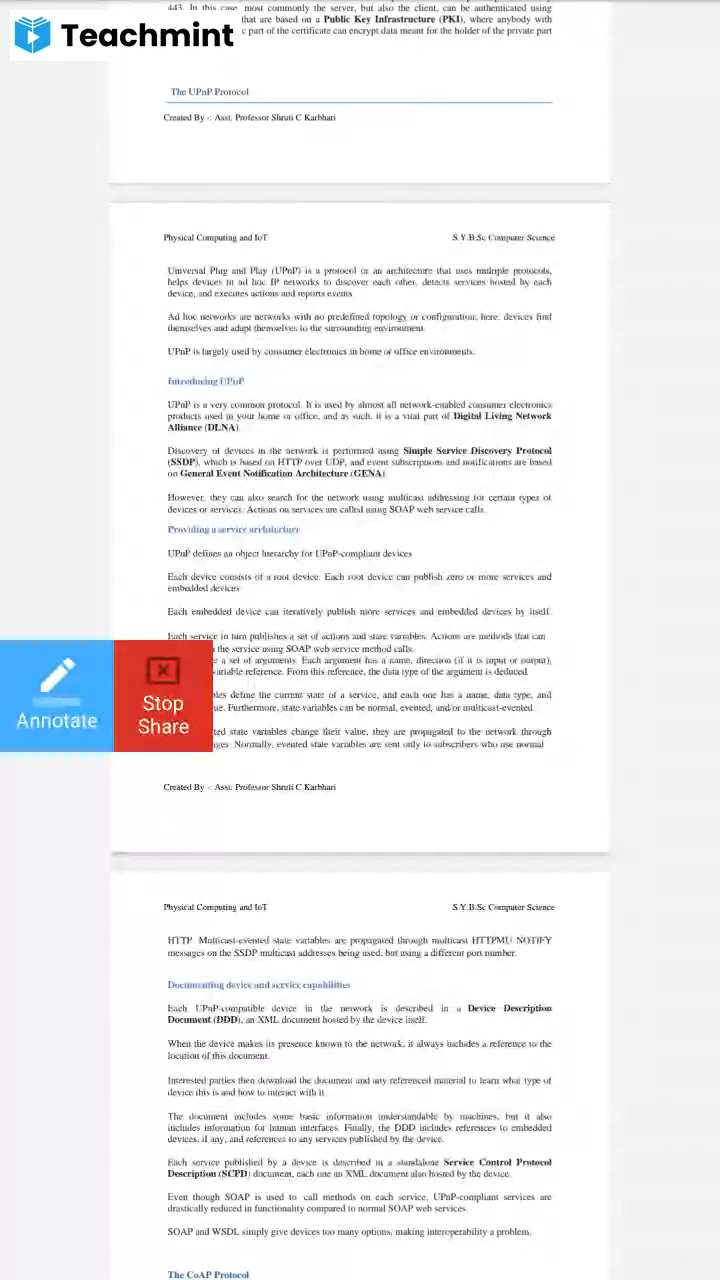 443. In this case, most commonly the server, but also the client, can be authenticated using
Teachmint
that are based on a Public Key Infrastructure (PKI), where anybody with
c part of the certificate can encrypt data meant for the holder of the private part
The UPnP Protocol
Created By -: Asst. Professor Shruti C Karbhari
Physical Computing and IoT S.Y.B.Sc Computer Science
Universal Plug and Play (UPnP) is a protocol or an architecture that uses multiple protocols,
helps devices in ad hoc IP networks to discover each other, detects services hosted by each
device, and executes actions and reports events
Ad hoc networks are networks with no predefined topology or configuration; here, devices find
themselves and adapt themselves to the surrounding environment.
UPnP is largely used by consumer electronics in home or office environments.
Introducing UPnP
UPnP is a very common protocol. It is used by almost all network-enabled consumer electronics
products used in your home or office, and as such, it is a vital part of Digital Living Network
Alliance (DLNA).
Discovery of devices in the network is performed using Simple Service Discovery Protocol
(SSDP), which is based on HTTP over UDP, and event subscriptions and notifications are based
on General Event Notification Architecture (GENA)
However, they can also search for the network using multicast addressing for certain types of
devices or services. Actions on services are called using SOAP web service calls.
Providing a service architecture
UPnP defines an object hierarchy for UPnP-compliant devices
Each device consists of a root device. Each root device can publish zero or more services and
embedded devices
Each embedded device can iteratively publish more services and embedded devices by itself.
Each service in turn publishes a set of actions and state variables. Actions are methods that can
the service using SOAP web service method calls.
e a set of arguments. Each argument has a name, direction (if it is input or output),
variable reference. From this reference, the data type of the argument is deduced.
les define the current state of a service, and each one has a name, data type, and
ue. Furthermore, state variables can be normal, evented, and/or multicast-evented.
ted state variables change their value, they are propagated to the network through
ges. Normally, evented state variables are sent only to subscribers who use normal
Annotate
Stop
Share
Created By -: Asst. Professor Shruti C Karbhari
Physical Computing and IoT S.Y.B.Sc Computer Science
HTTP. Multicast-evented state variables are propagated through multicast HTTPMU NOTIFY
messages on the SSDP multicast addresses being used, but using a different port number.
Documenting device and service capabilities
Each UPnP-compatible device in the network is described in a Device Description
Document (DDD), an XML document hosted by the device itself.
When the device makes its presence known to the network, it always includes a reference to the
location of this document.
Interested parties then download the document and any referenced material to learn what type of
device this is and how to interact with it
The document includes some basic information understandable by machines, but it also
includes information for human interfaces. Finally, the DDD includes references to embedded
devices, if any, and references to any services published by the device.
Each service published by a device is described in a standalone Service Control Protocol
Description (SCPD) document, each one an XML document also hosted by the device.
Even though SOAP is used to call methods on each service, UPnP-compliant services are
drastically reduced in functionality compared to normal SOAP web services.
SOAP and WSDL simply give devices too many options, making interoperability a problem.
The CoAP Protocol